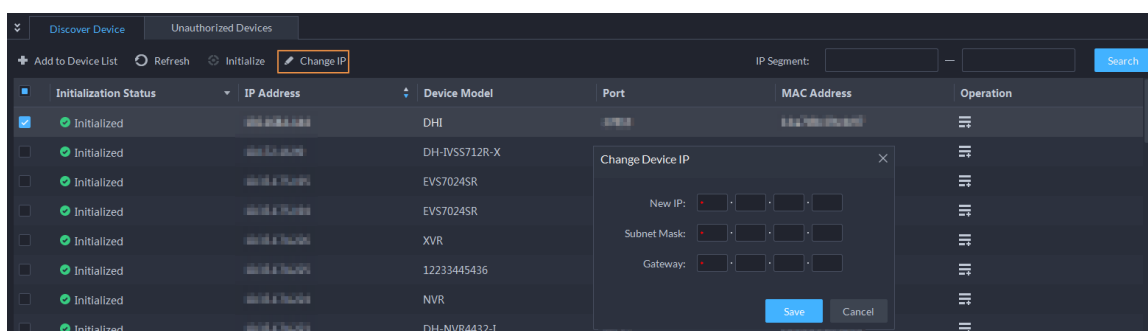 Discover Device Unauthorized Devices
Add to Device List Refresh Initialize Change IP IP Segment: — Search
Initialization Status IP Address Device Model Port MAC Address Operation
Initialized DHI
Initialized DH-IVSS712R-X
Initialized EVS7024SR
Initialized EVS7024SR
Initialized XVR
Initialized 12233445436
Initialized NVR
Initialized DH-NVR4432-I
Change Device IP
New IP:
Subnet Mask:
Gateway:
Save Cancel